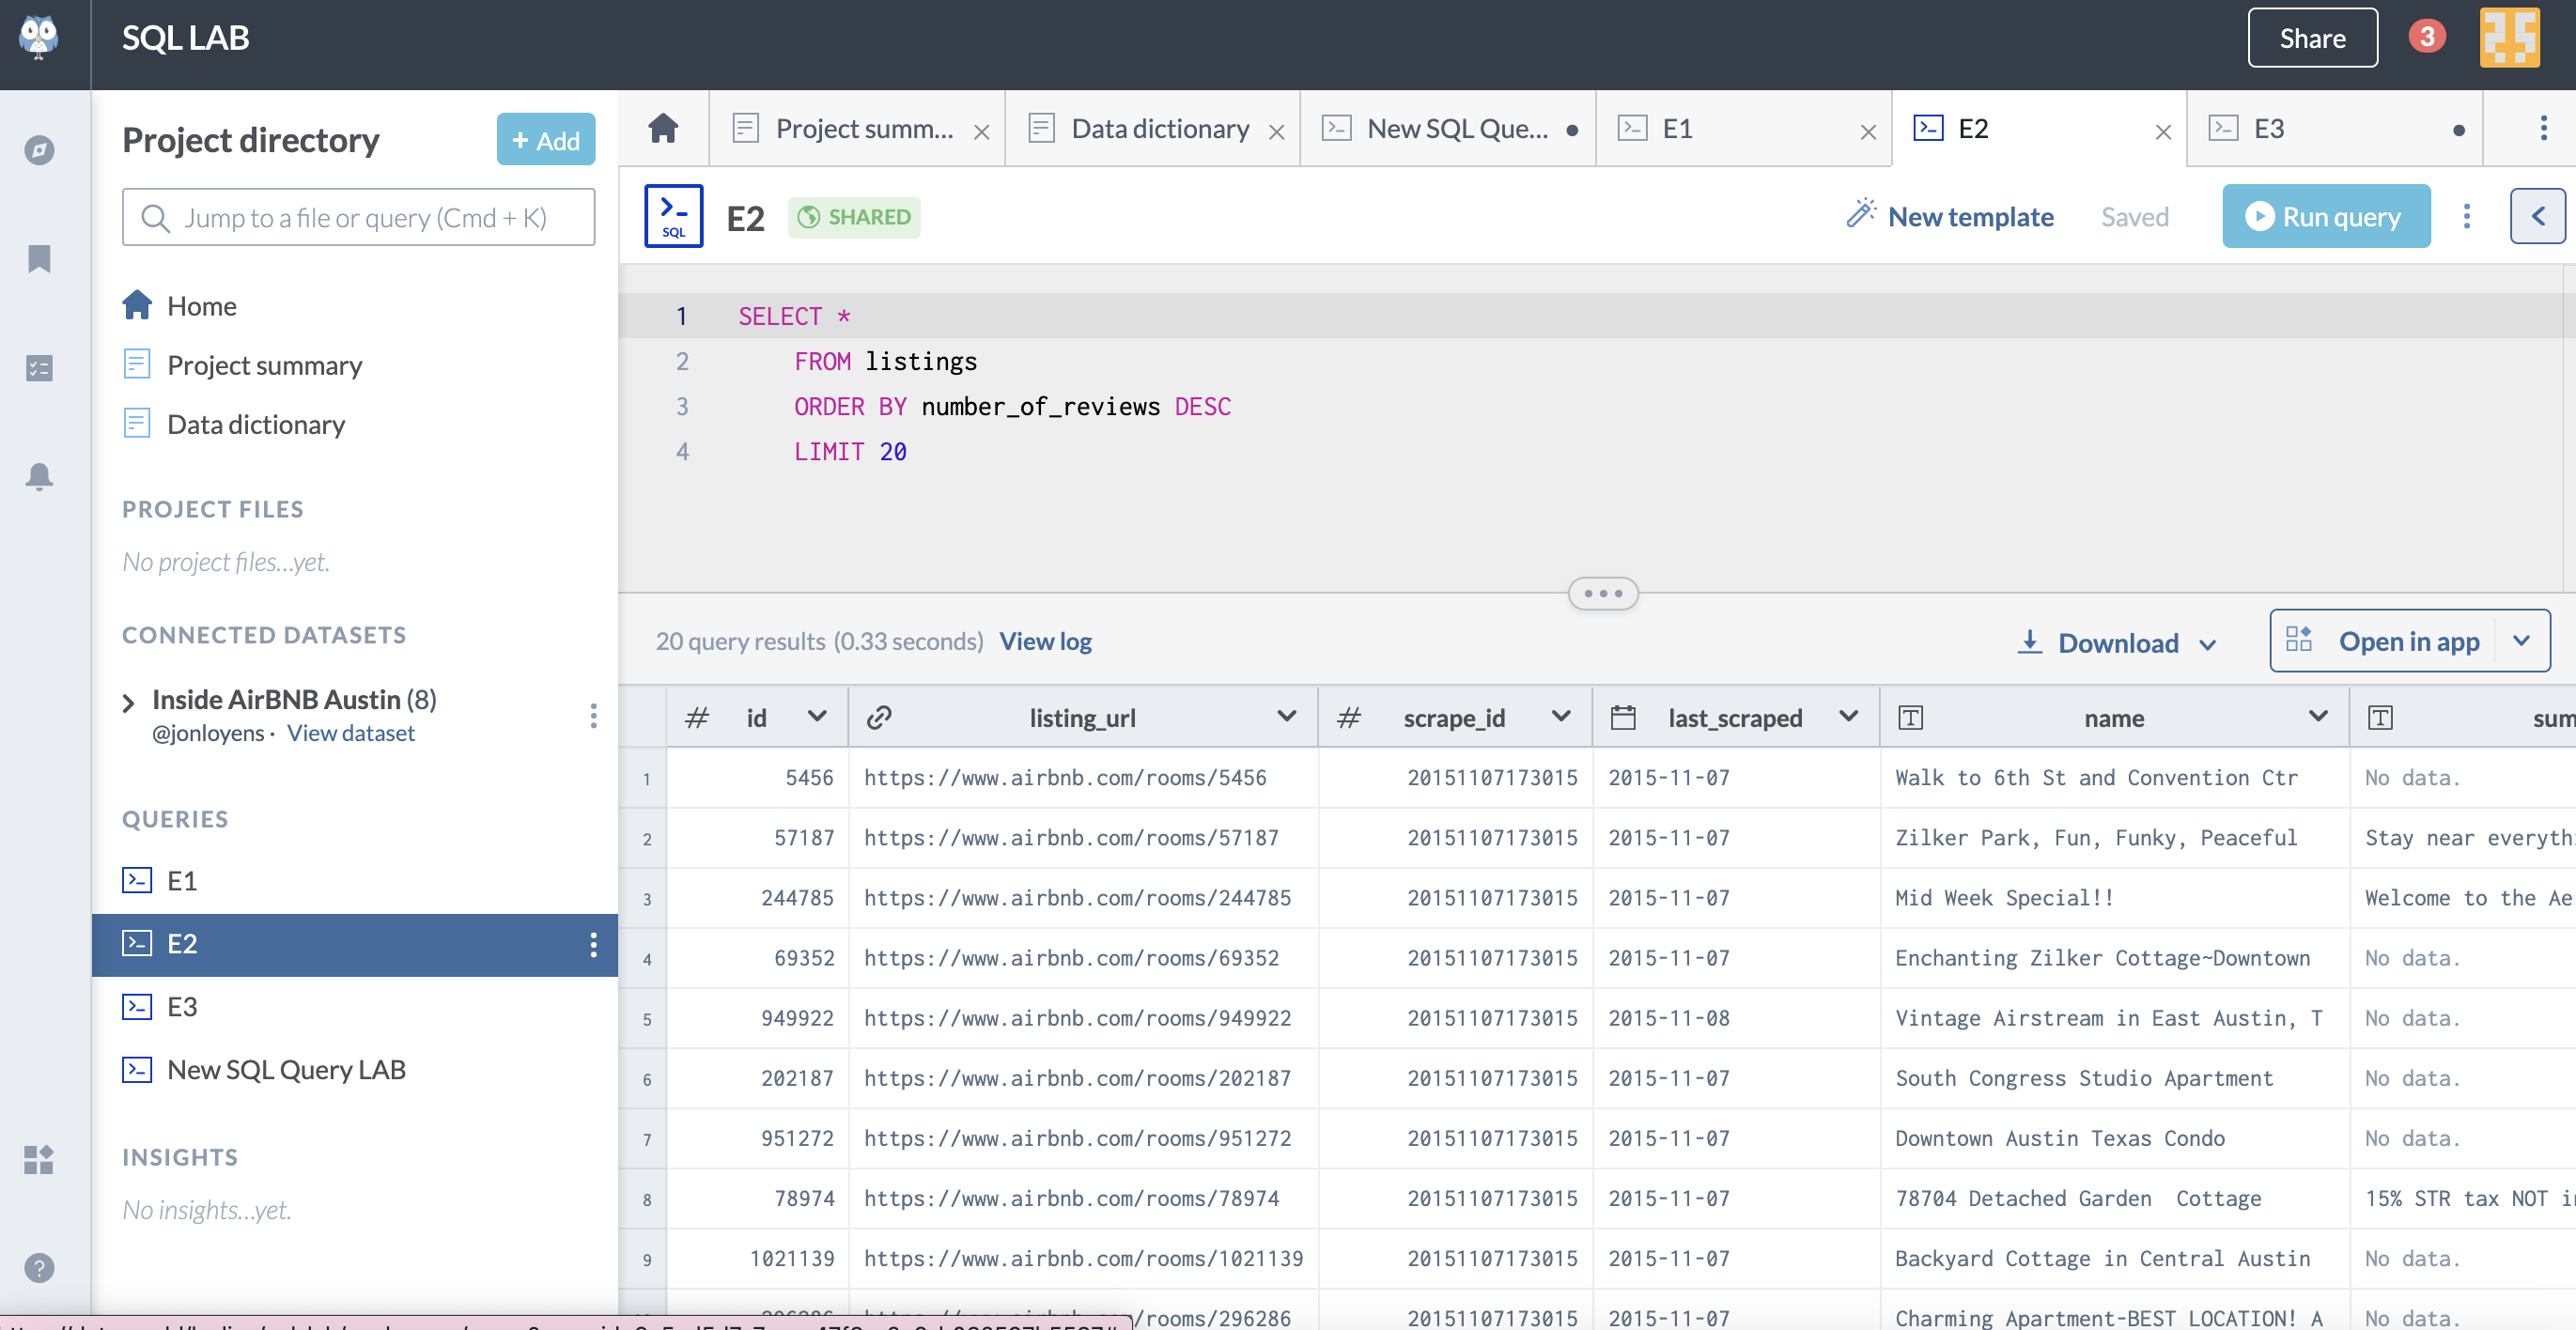 SQL LAB
Share
3
Project directory
+ Add
Jump to a file or query (Cmd + K)
Home
Project summary
Data dictionary
PROJECT FILES
No project files...yet.
CONNECTED DATASETS
Inside AirBNB Austin (8)
@jonloyens · View dataset
QUERIES
E1
E2
E3
New SQL Query LAB
INSIGHTS
No insights...yet.
?
Project summ... Data dictionary New SQL Que... E1 E2 E3
SQL E2 SHARED New template Saved Run query
1 SELECT *
2 FROM listings
3 ORDER BY number_of_reviews DESC
4 LIMIT 20
20 query results (0.33 seconds) View log Download Open in app
# id listing_url # scrape_id last_scraped T name T sum
1 5456 https://www.airbnb.com/rooms/5456 20151107173015 2015-11-07 Walk to 6th St and Convention Ctr No data.
2 57187 https://www.airbnb.com/rooms/57187 20151107173015 2015-11-07 Zilker Park, Fun, Funky, Peaceful Stay near everyth
3 244785 https://www.airbnb.com/rooms/244785 20151107173015 2015-11-07 Mid Week Special!! Welcome to the Ae
4 69352 https://www.airbnb.com/rooms/69352 20151107173015 2015-11-07 Enchanting Zilker Cottage~Downtown No data.
5 949922 https://www.airbnb.com/rooms/949922 20151107173015 2015-11-08 Vintage Airstream in East Austin, T No data.
6 202187 https://www.airbnb.com/rooms/202187 20151107173015 2015-11-07 South Congress Studio Apartment No data.
7 951272 https://www.airbnb.com/rooms/951272 20151107173015 2015-11-07 Downtown Austin Texas Condo No data.
8 78974 https://www.airbnb.com/rooms/78974 20151107173015 2015-11-07 78704 Detached Garden  Cottage 15% STR tax NOT i
9 1021139 https://www.airbnb.com/rooms/1021139 20151107173015 2015-11-07 Backyard Cottage in Central Austin No data.
/rooms/296286 20151107173015 2015-11-07 Charming Apartment-BEST LOCATION! A No data.